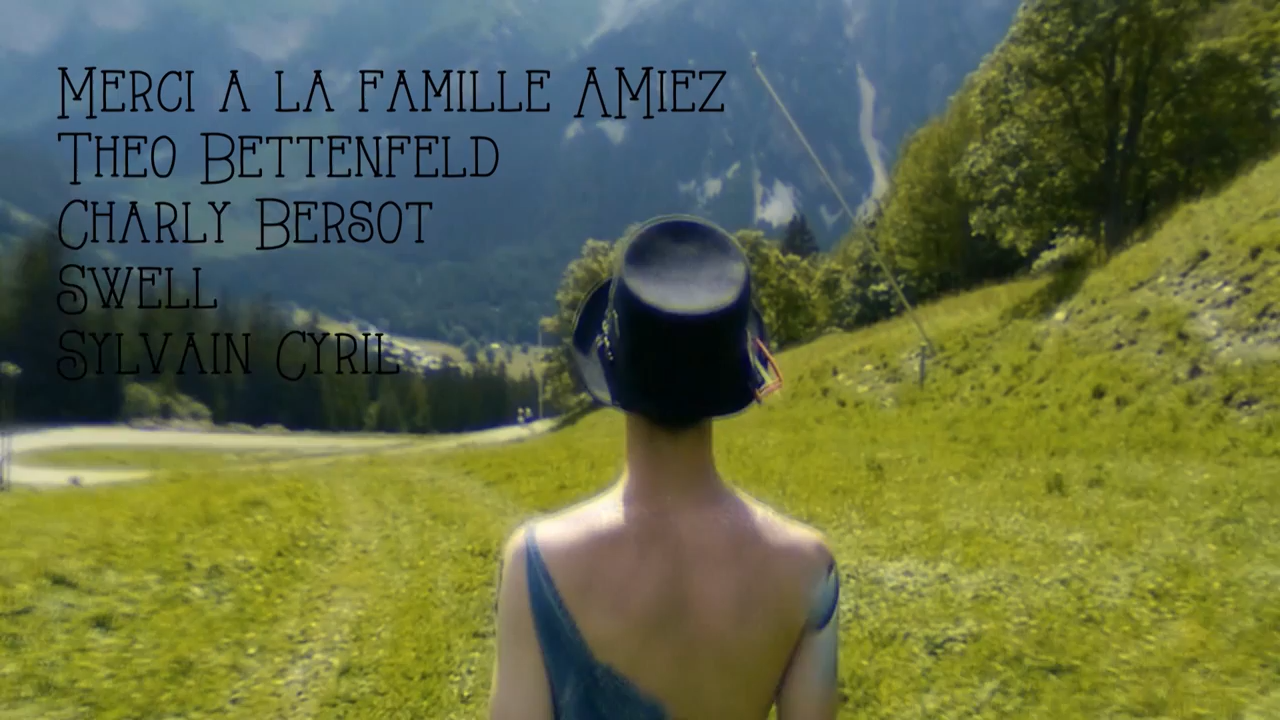 Merci a la famille AMiez
Theo Bettenfeld
Charly Bersot
Swell
Sylvain Cyril